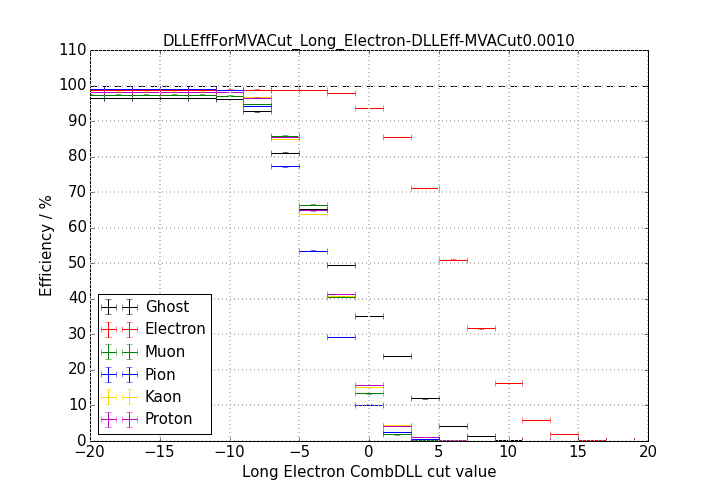 DLLEffForMVACut_Long_Electron-DLLEff-MVACut0.0010
110
100
90
80
70
60
50
40
30
20
10
0
Efficiency / %
Ghost
Electron
Muon
Pion
Kaon
Proton
−20 −15 −10 −5 0 5 10 15 20
Long Electron CombDLL cut value